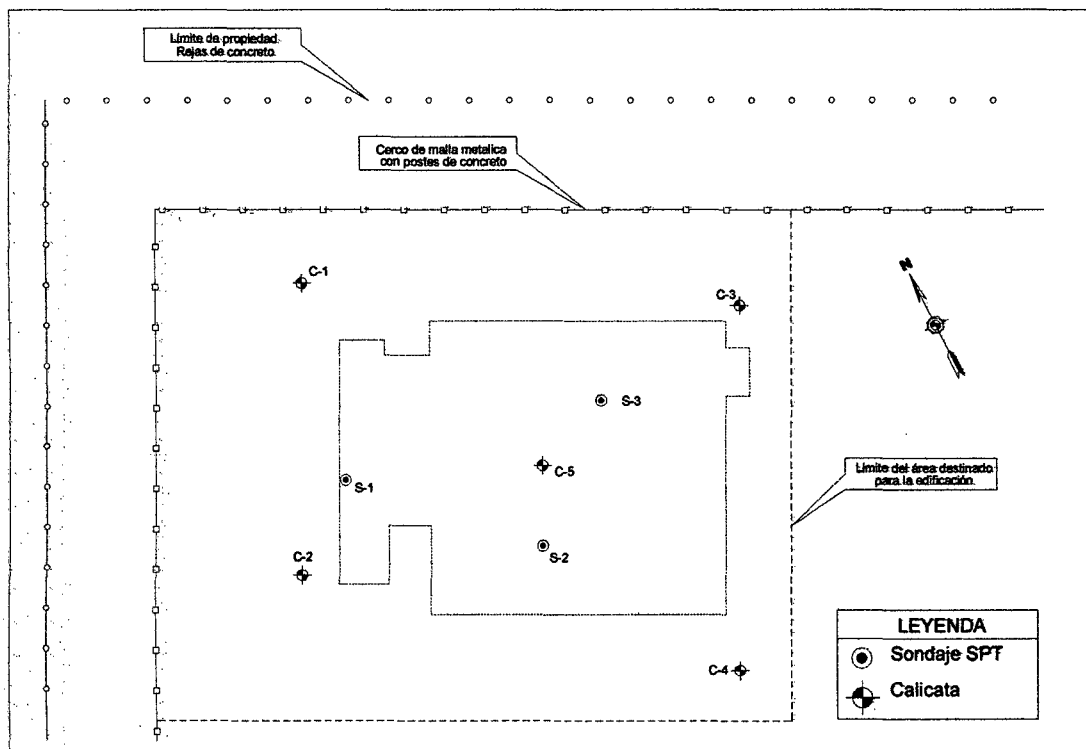 Límite de propiedad.
Rejas de concreto.
Cerco de malla metalica
con postes de concreto
C-1
C-3
N
S-3
C-5
S-1
Límite del área destinado
para la edificación.
S-2
C-2
C-4
LEYENDA
Sondaje SPT
Calicata